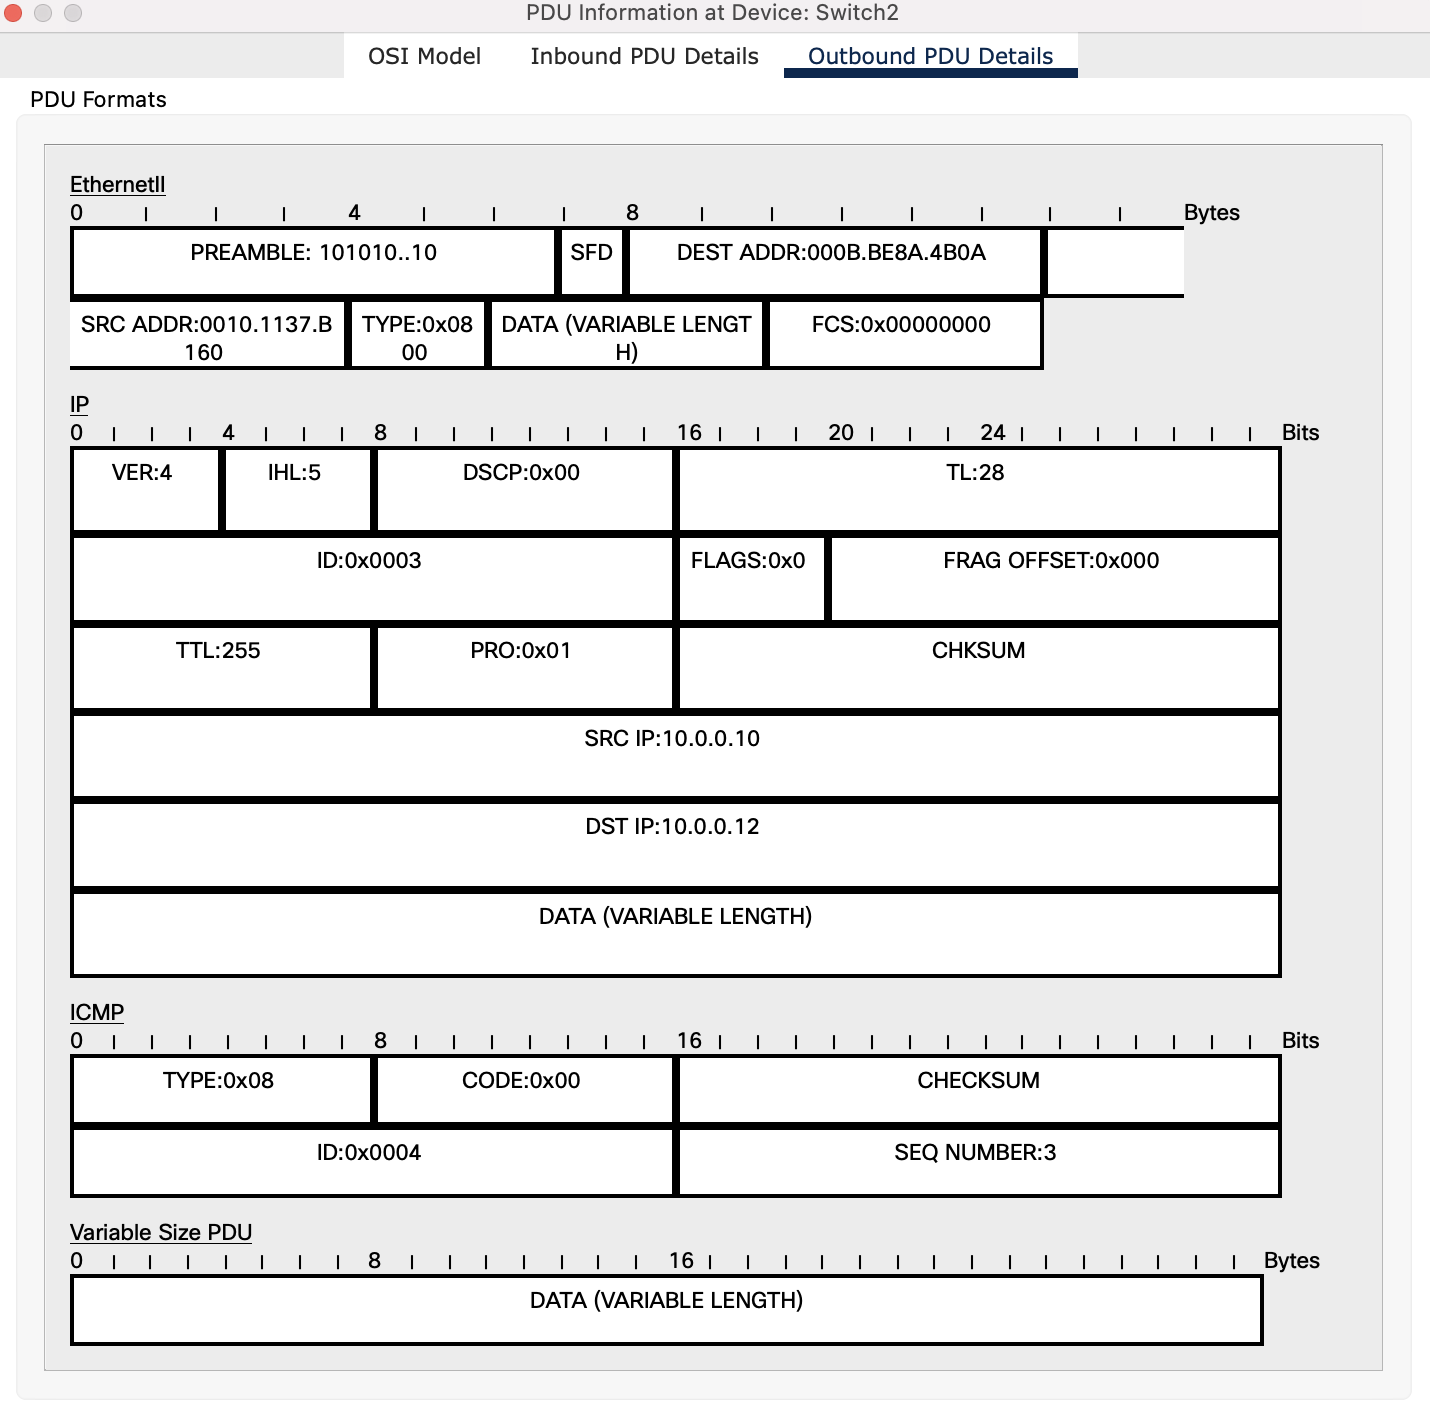 PDU Information at Device: Switch2
OSI Model Inbound PDU Details Outbound PDU Details
PDU Formats
EthernetII
0 4 8 Bytes
PREAMBLE: 101010..10 SFD DEST ADDR:000B.BE8A.4B0A
SRC ADDR:0010.1137.B TYPE:0x08 DATA (VARIABLE LENGT FCS:0x00000000
160 00 H)
IP
0 4 8 16 20 24 Bits
VER:4 IHL:5 DSCP:0x00 TL:28
ID:0x0003 FLAGS:0x0 FRAG OFFSET:0x000
TTL:255 PRO:0x01 CHKSUM
SRC IP:10.0.0.10
DST IP:10.0.0.12
DATA (VARIABLE LENGTH)
ICMP
0 8 16 Bits
TYPE:0x08 CODE:0x00 CHECKSUM
ID:0x0004 SEQ NUMBER:3
Variable Size PDU
0 8 16 Bytes
DATA (VARIABLE LENGTH)